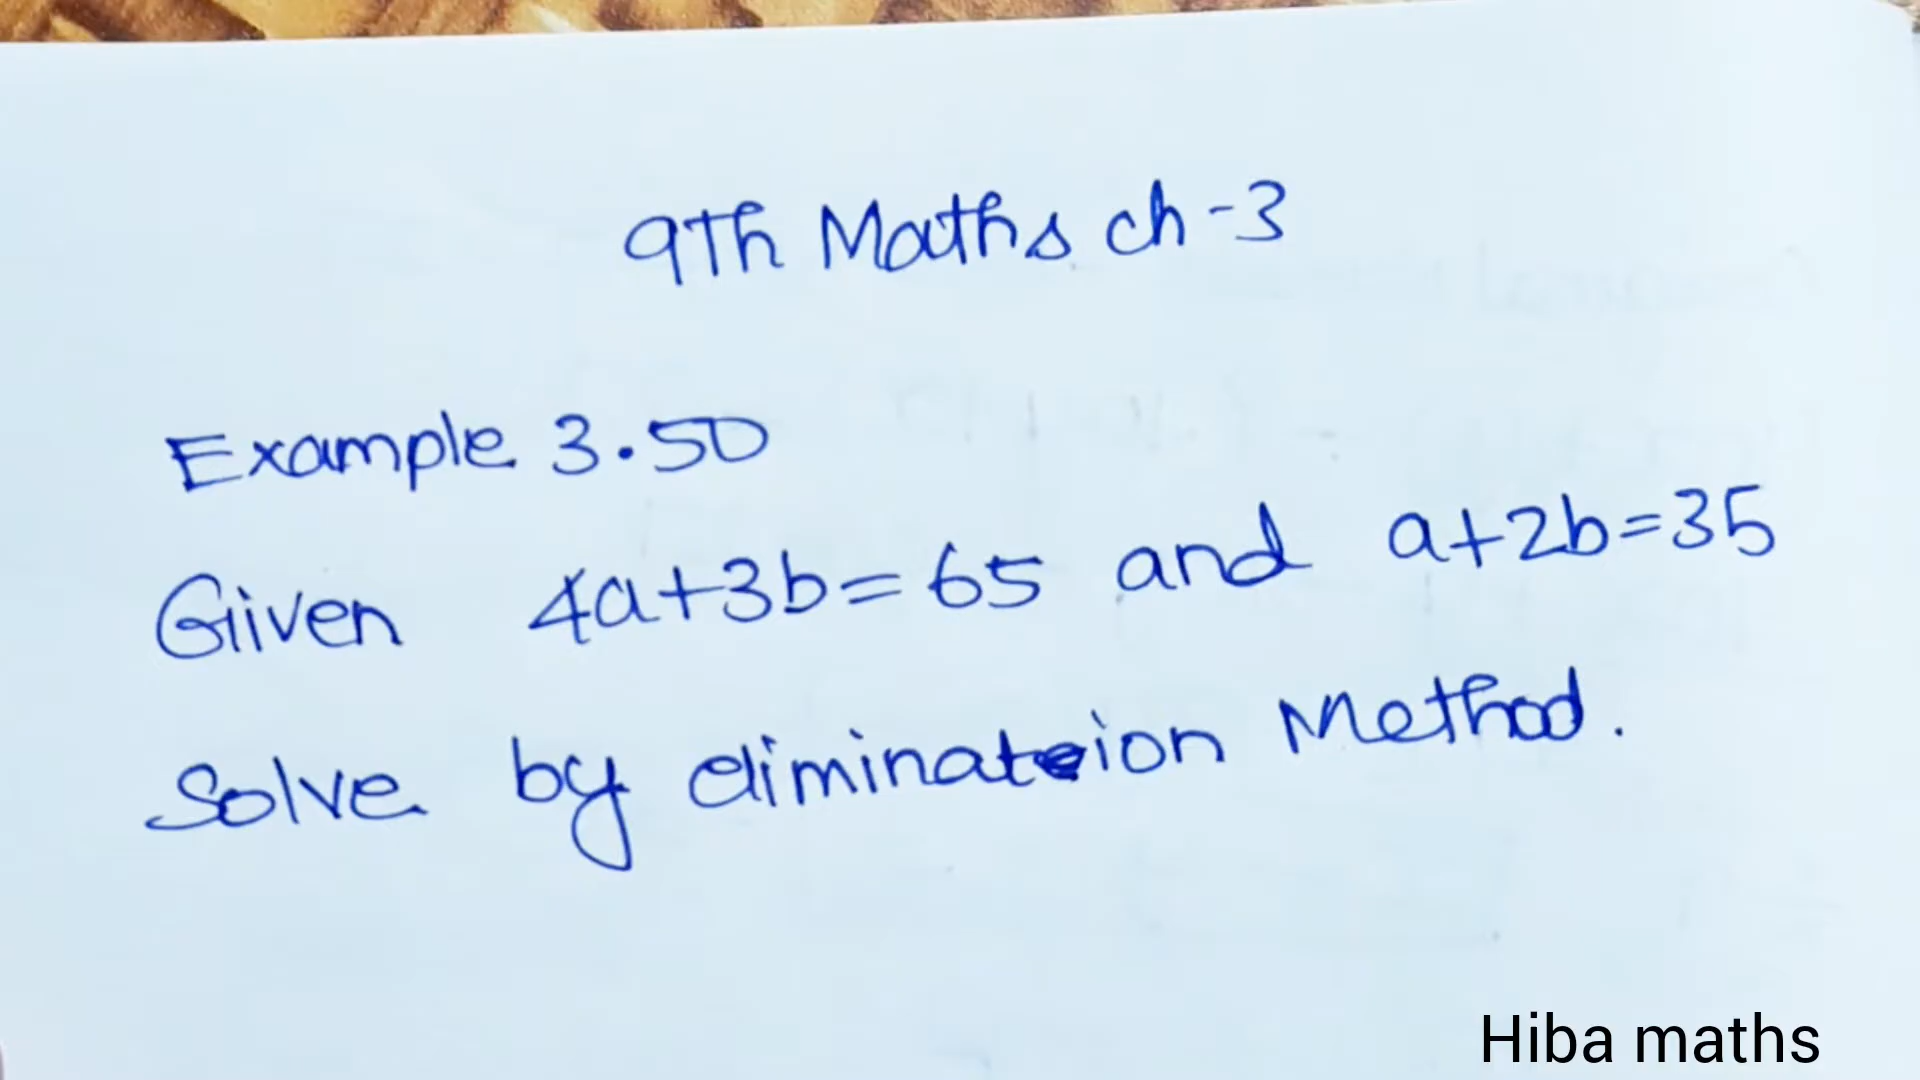 9Th Maths ch-3
Example 3.50
Given 4a+3b=65 and a+2b=35
Solve by elimination Method.
Hiba maths